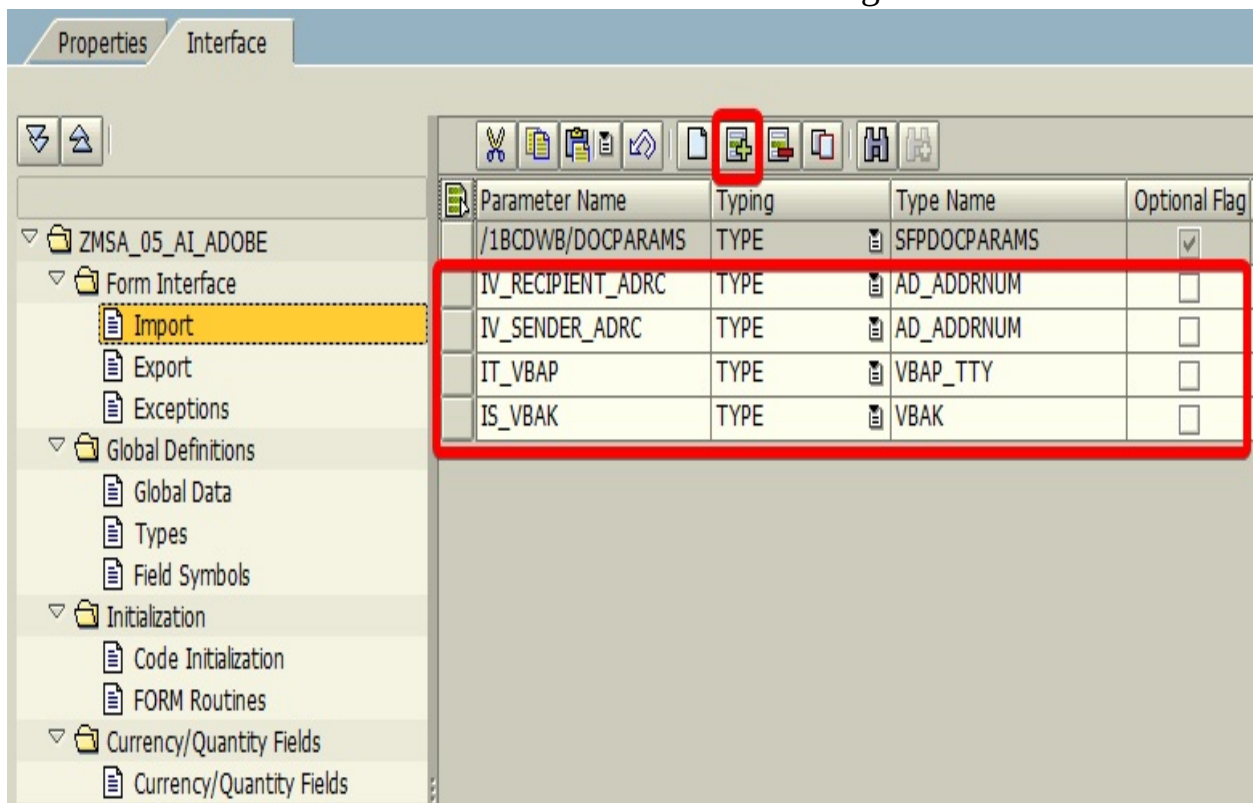 Properties Interface
Parameter Name Typing Type Name Optional Flag
/1BCDWB/DOCPARAMS TYPE SFPDOCPARAMS
IV_RECIPIENT_ADRC TYPE AD_ADDRNUM
IV_SENDER_ADRC TYPE AD_ADDRNUM
IT_VBAP TYPE VBAP_TTY
IS_VBAK TYPE VBAK
ZMSA_05_AI_ADOBE
Form Interface
Import
Export
Exceptions
Global Definitions
Global Data
Types
Field Symbols
Initialization
Code Initialization
FORM Routines
Currency/Quantity Fields
Currency/Quantity Fields